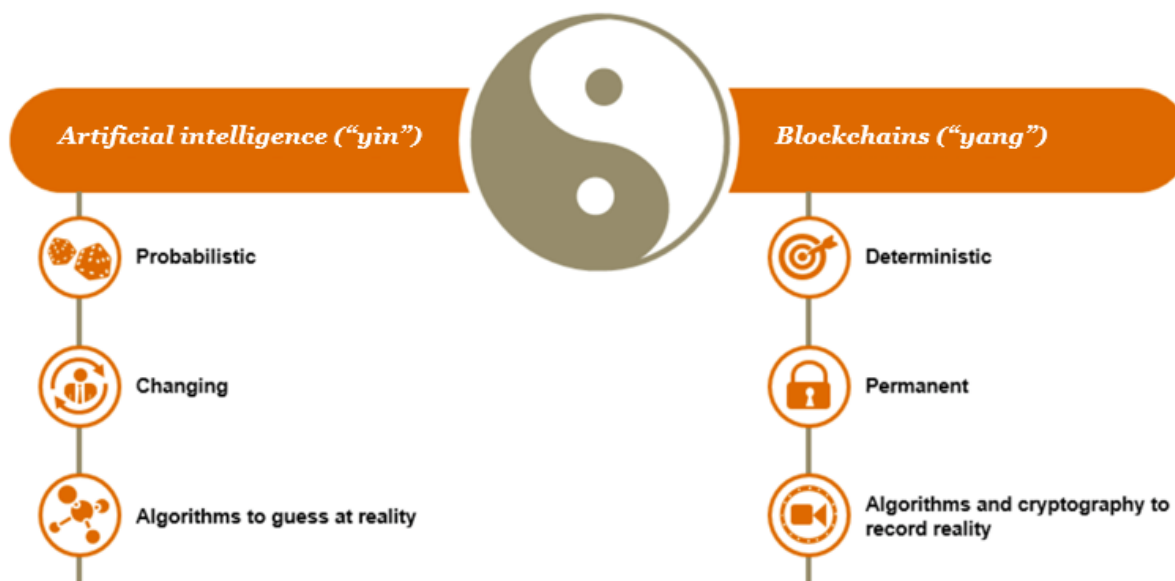 Artificial intelligence (“yin”)
Blockchains (“yang”)
Probabilistic
Deterministic
Changing
Permanent
Algorithms to guess at reality
Algorithms and cryptography to
record reality